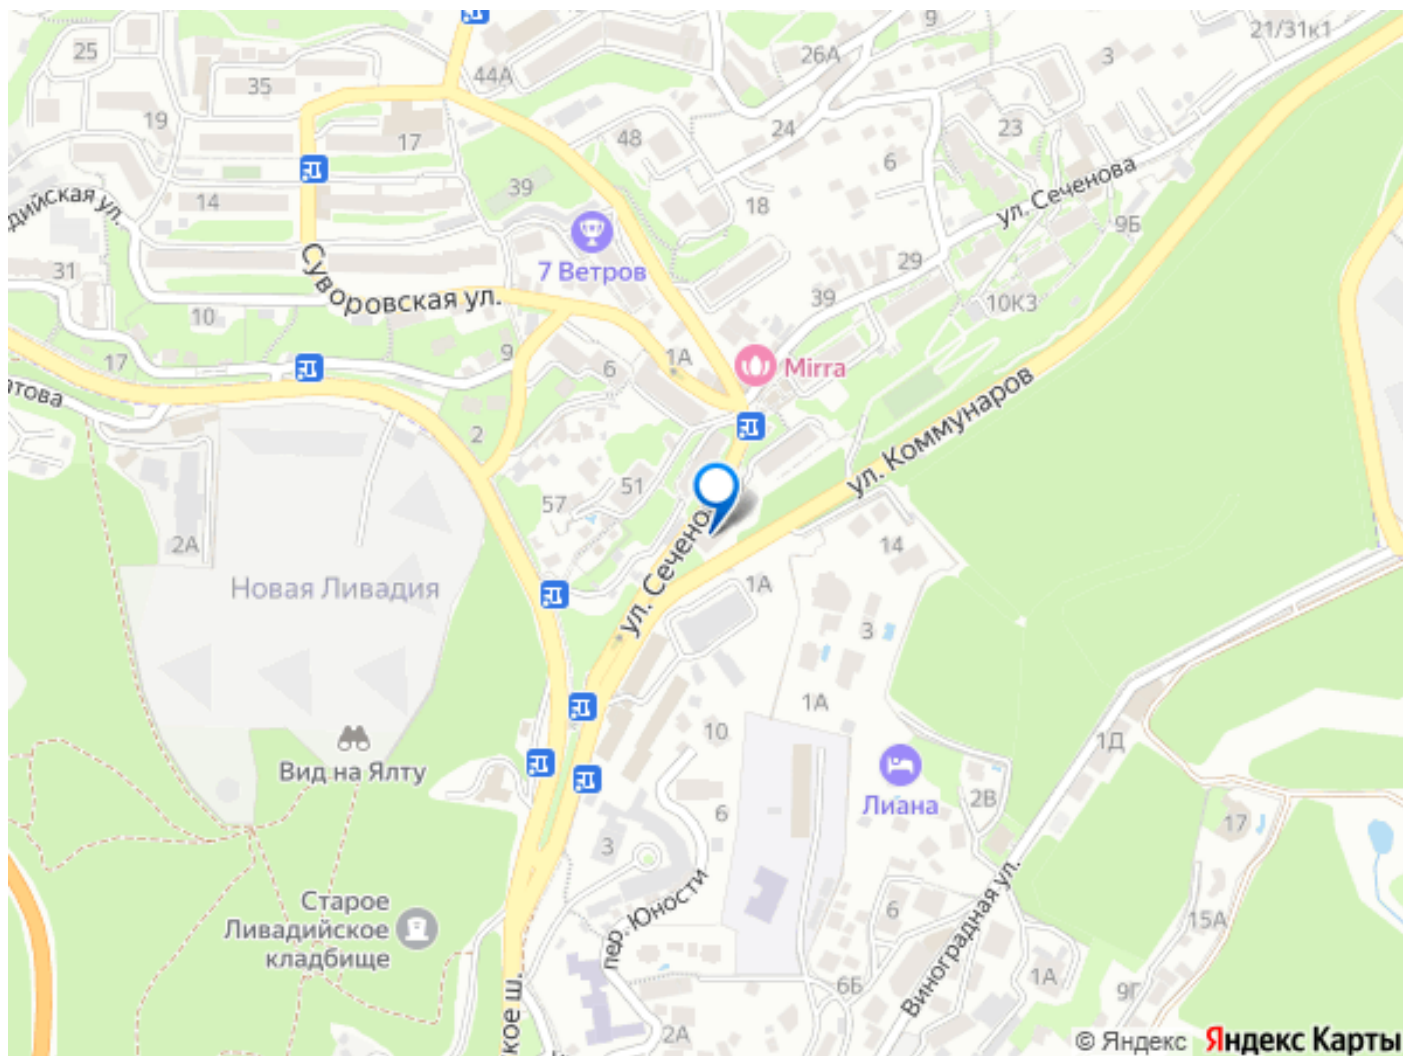 21/31к1
9
25
26А
3
44А
35
19
24
23
48
17
6
39
ул. Сеченова
14
дийская ул.
18
9Б
7 Ветров
29
31
Суворовская ул.
39
10К3
10
1А
9
17
6
Mirra
атова
ул. Коммунаров
2
51
57
ул. Сечено
2А
14
1А
Новая Ливадия
3
1А
10
1Д
Вид на Ялту
Лиана
2В
6
17
3
пер. Юности
Старое
Ливадийское
кладбище
Виноградная ул.
6
15А
1А
6Б
9Г
кое ш.
2А
© Яндекс Яндекс Карты